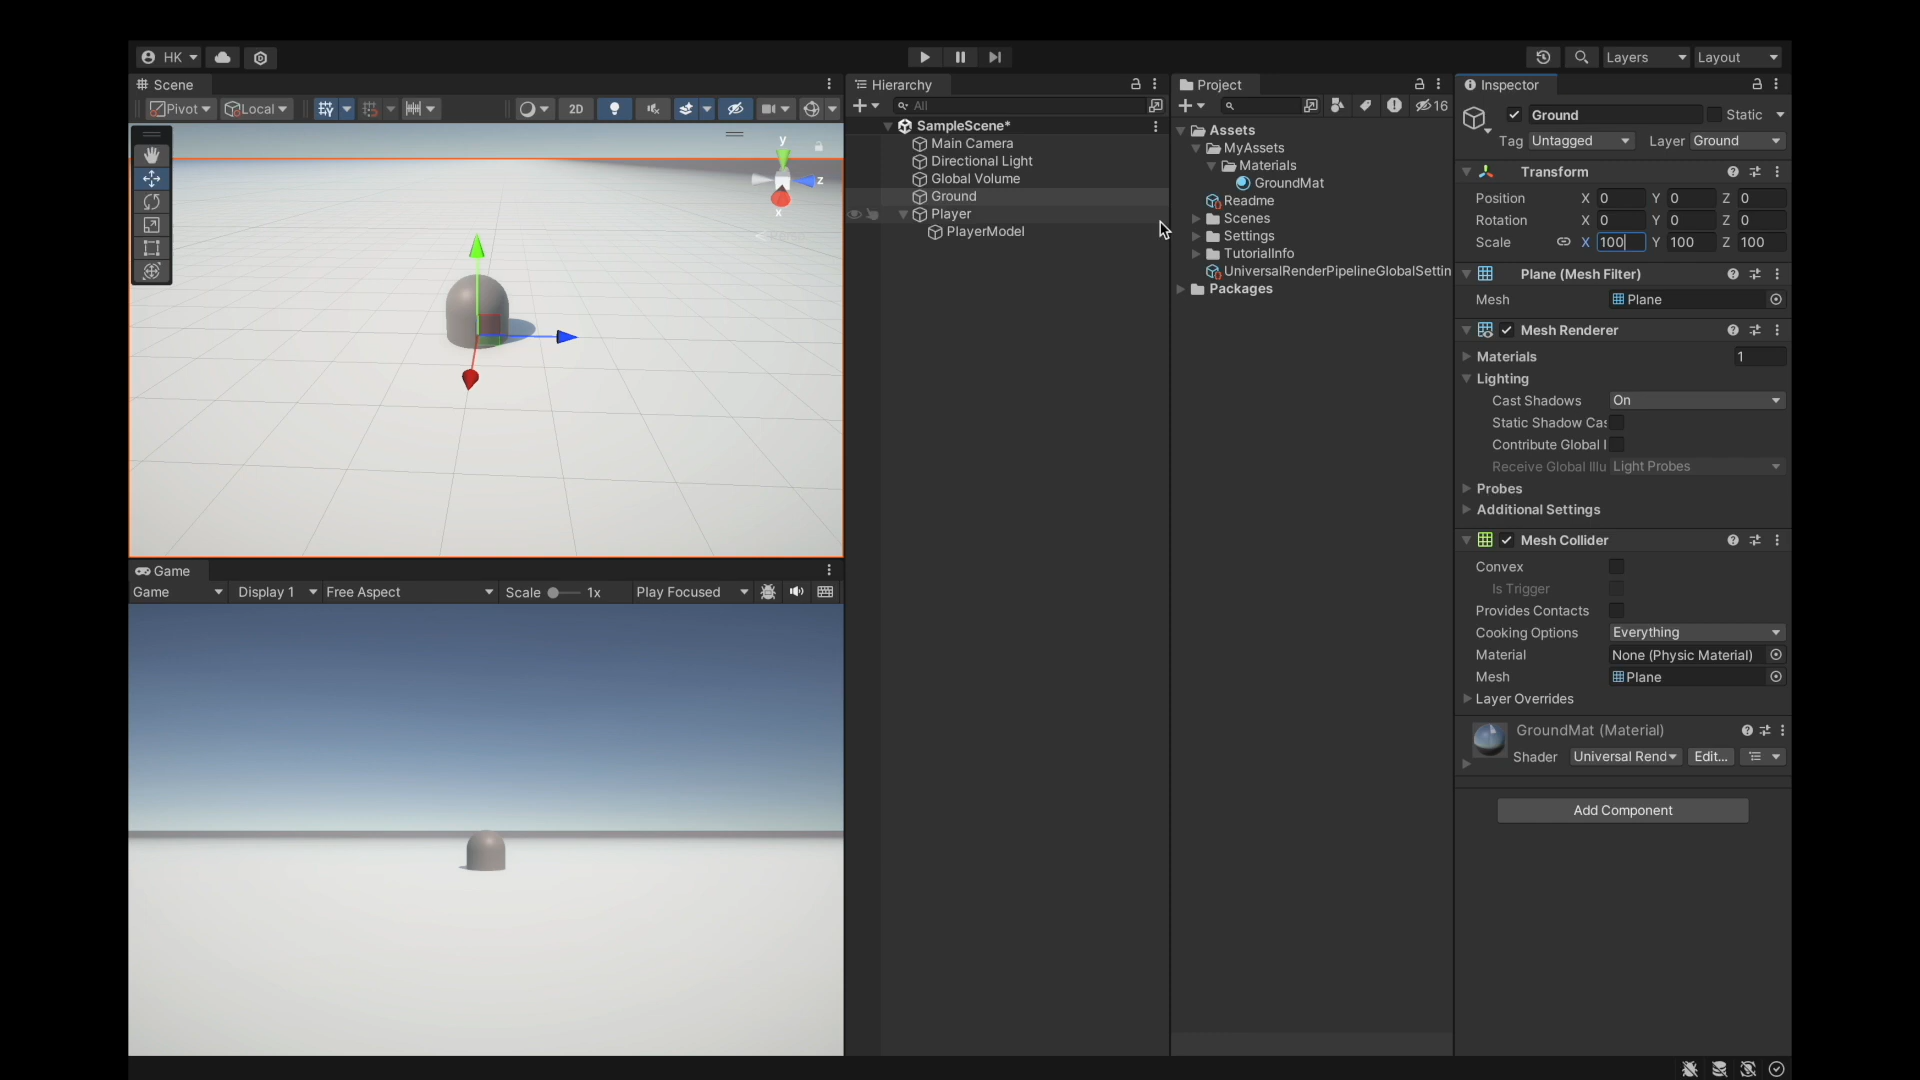 HK
Layers
Layout
Scene
Pivot
Local
2D
y
z
x
Game
Game
Display 1
Free Aspect
Scale
1x
Play Focused
Hierarchy
All
SampleScene*
Main Camera
Directional Light
Global Volume
Ground
Player
PlayerModel
Project
16
Assets
MyAssets
Materials
GroundMat
Readme
Scenes
Settings
TutorialInfo
UniversalRenderPipelineGlobalSettin
Packages
Inspector
Ground
Static
Tag Untagged Layer Ground
Transform
Position X 0 Y 0 Z 0
Rotation X 0 Y 0 Z 0
Scale X 100 Y 100 Z 100
Plane (Mesh Filter)
Mesh Plane
Mesh Renderer
Materials 1
Lighting
Cast Shadows On
Static Shadow Cas
Contribute Global I
Receive Global Illu Light Probes
Probes
Additional Settings
Mesh Collider
Convex
Is Trigger
Provides Contacts
Cooking Options Everything
Material None (Physic Material)
Mesh Plane
Layer Overrides
GroundMat (Material)
Shader Universal Rend Edit...
Add Component